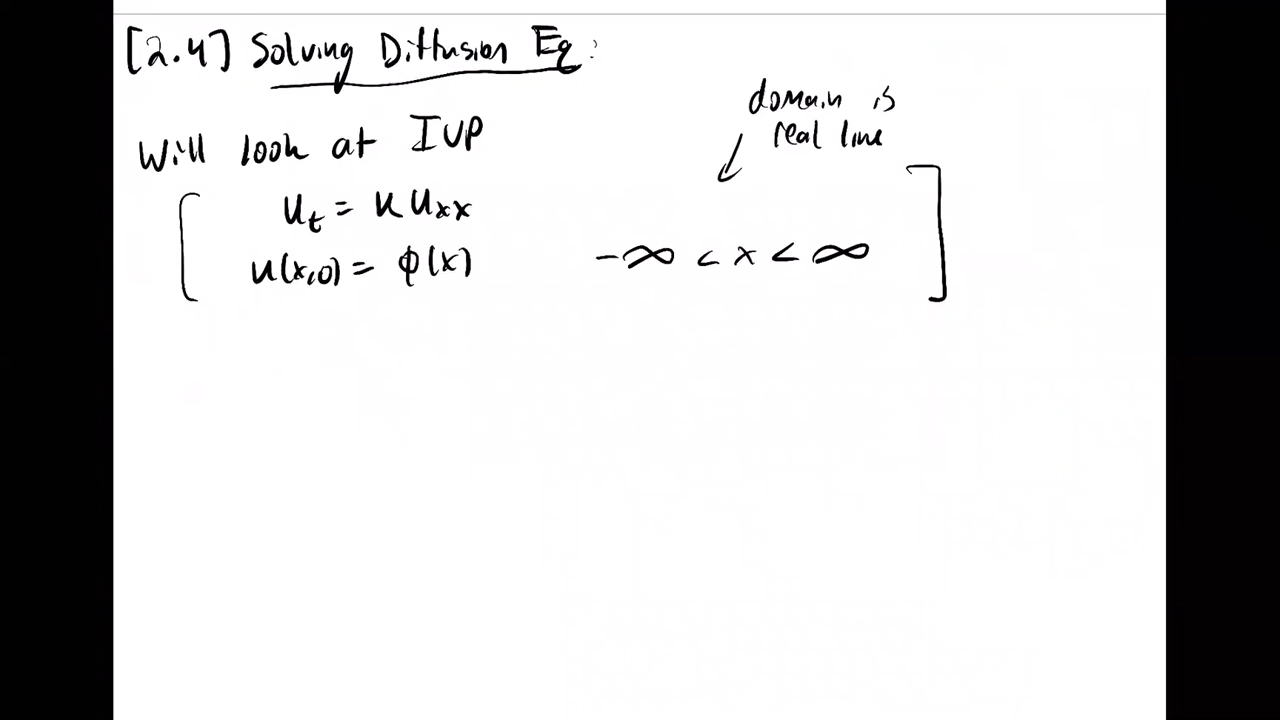 [2.4] Solving Diffusion Eq:
domain is
real line
Will look at IVP
u_t = k u_xx
u(x,0) = φ(x)   -∞ < x < ∞